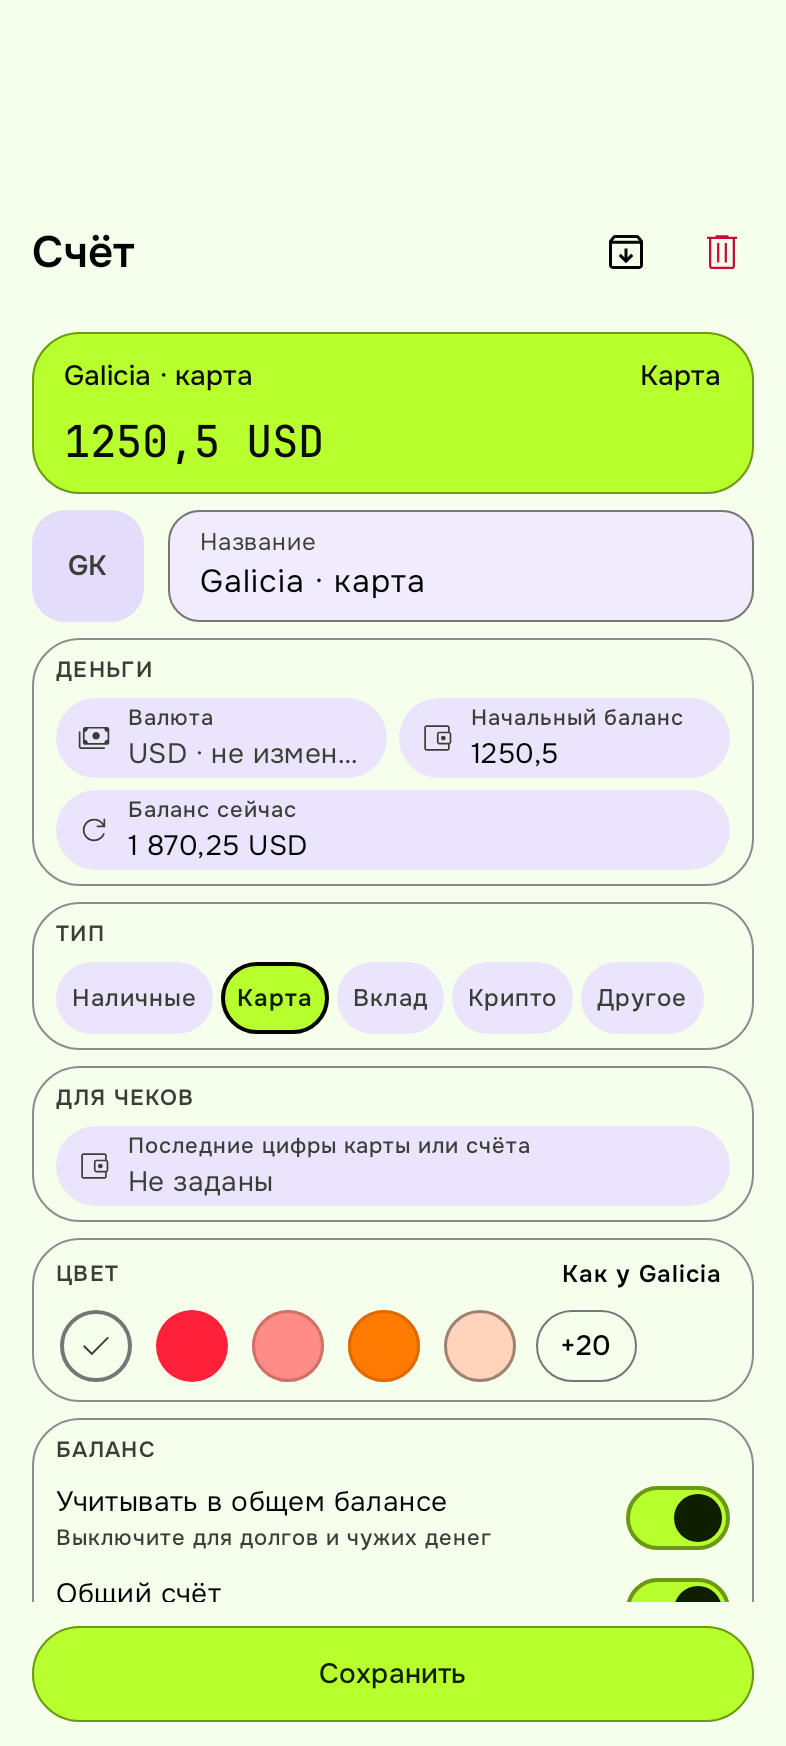 Счёт
Galicia · карта
Карта
1250,5 USD
GK
Название
Galicia · карта
ДЕНЬГИ
Валюта
USD · не измен...
Начальный баланс
1250,5
Баланс сейчас
1 870,25 USD
ТИП
Наличные
Карта
Вклад
Крипто
Другое
ДЛЯ ЧЕКОВ
Последние цифры карты или счёта
Не заданы
ЦВЕТ
Как у Galicia
+20
БАЛАНС
Учитывать в общем балансе
Выключите для долгов и чужих денег
Общий счёт
Сохранить